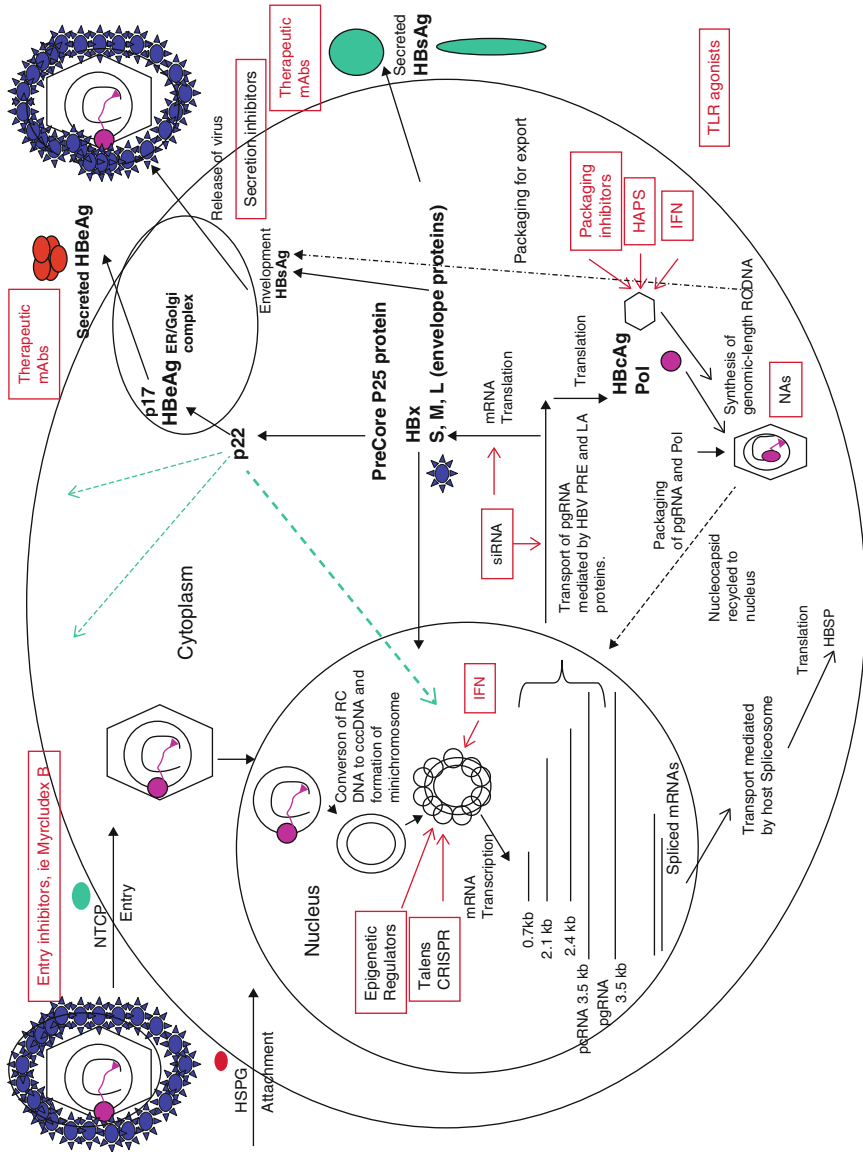 Entry inhibitors, ie Myrcludex B
NTCP
Entry
HSPG
Attachment
Cytoplasm
Nucleus
Converson of RC
DNA to cccDNA and
formation of
minichromosome
IFN
Epigenetic
Regulators
Talens
CRISPR
mRNA
Transcription
0.7kb
2.1 kb
2.4 kb
pcRNA 3.5 kb
pgRNA
3.5 kb
Spliced mRNAs
Transport mediated
by host Spliceosome
Translation
HBSP
Therapeutic
mAbs
Secreted HBeAg
p17
HBeAg
ER/Golgi
complex
p22
PreCore P25 protein
HBx
S, M, L (envelope proteins)
mRNA
Translation
siRNA
Transport of pgRNA
mediated by HBV PRE and LA
proteins.
Translation
HBcAg
Pol
Packaging
of pgRNA and Pol
Nucleocapsid
recycled to
nucleus
NAs
Synthesis of
genomic-length RCDNA
Packaging
inhibitors
HAPS
IFN
Packaging for export
Envelopment
HBsAg
Release of virus
Secretion inhibitors
Therapeutic
mAbs
Secreted
HBsAg
TLR agonists